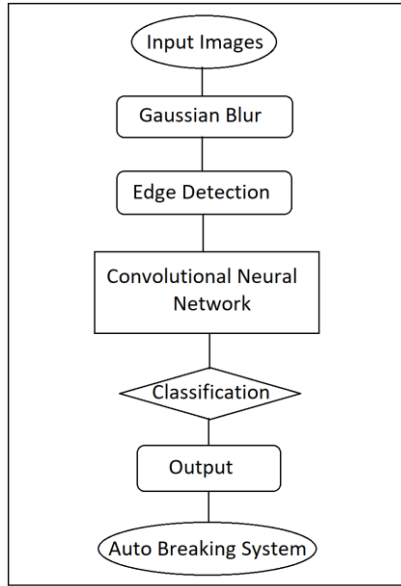 Input Images
Gaussian Blur
Edge Detection
Convolutional Neural
Network
Classification
Output
Auto Breaking System